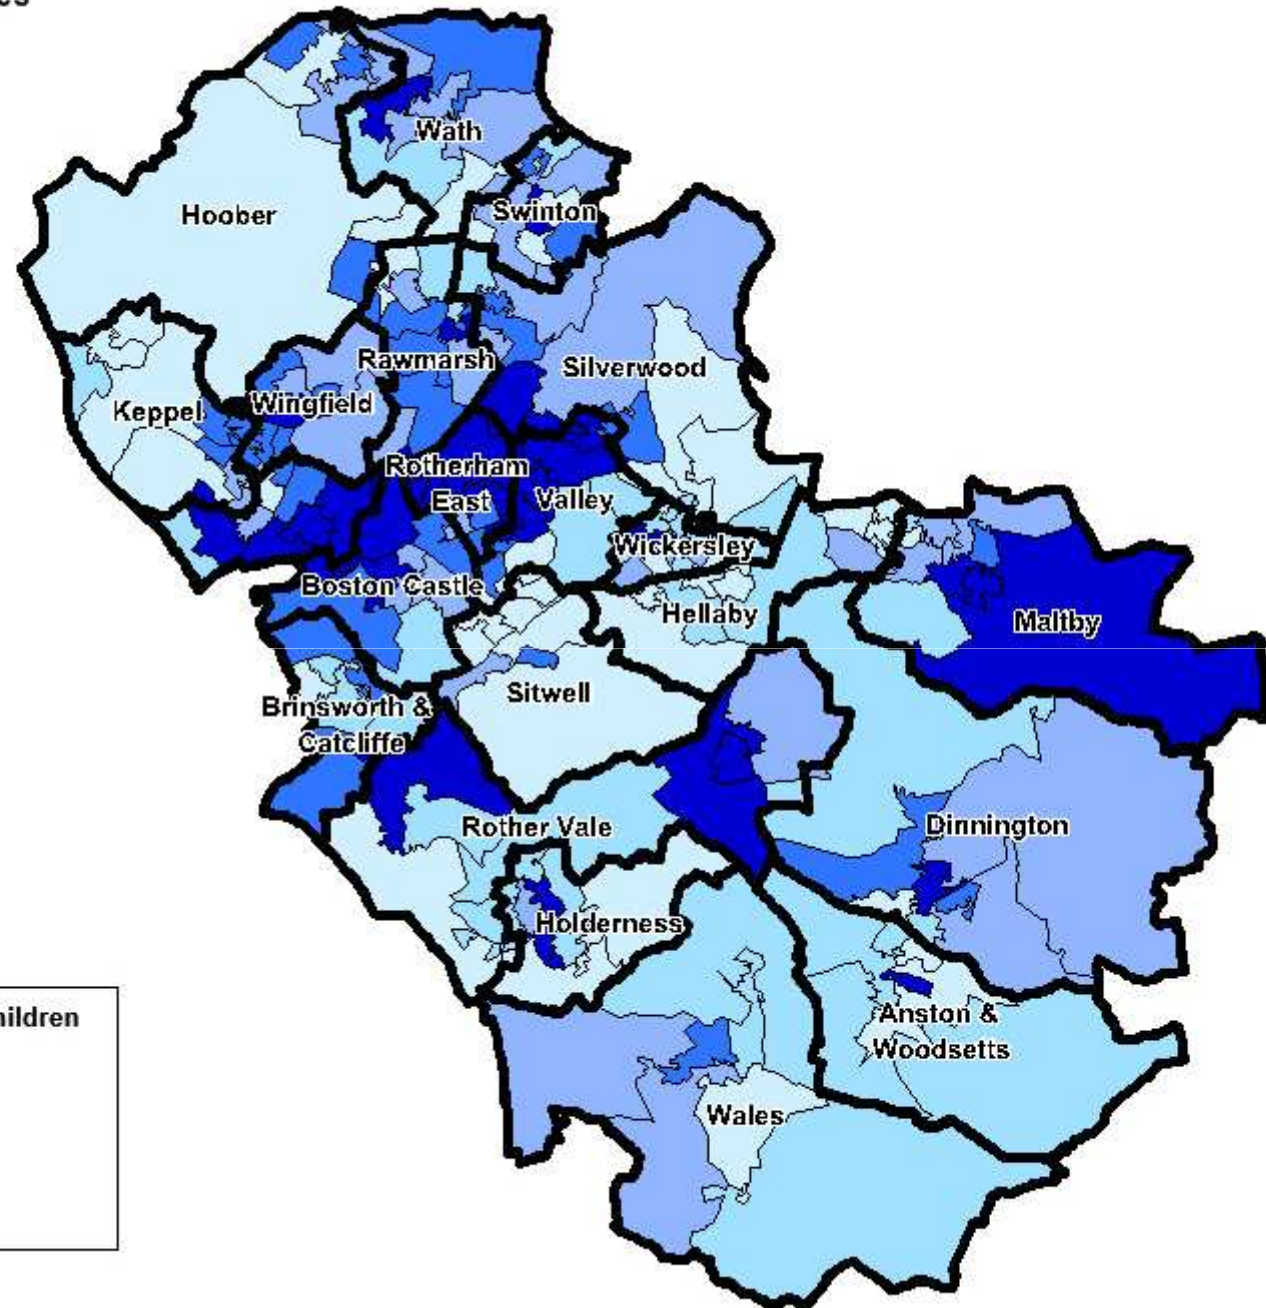 Wath
Swinton
Hoober
Rawmarsh
Silverwood
Keppel
Wingfield
Rotherham
East
Valley
Wickersley
Boston Castle
Hellaby
Maltby
Sitwell
Brinsworth &
Catcliffe
Rother Vale
Dinnington
Holderness
Anston &
Woodsetts
Wales